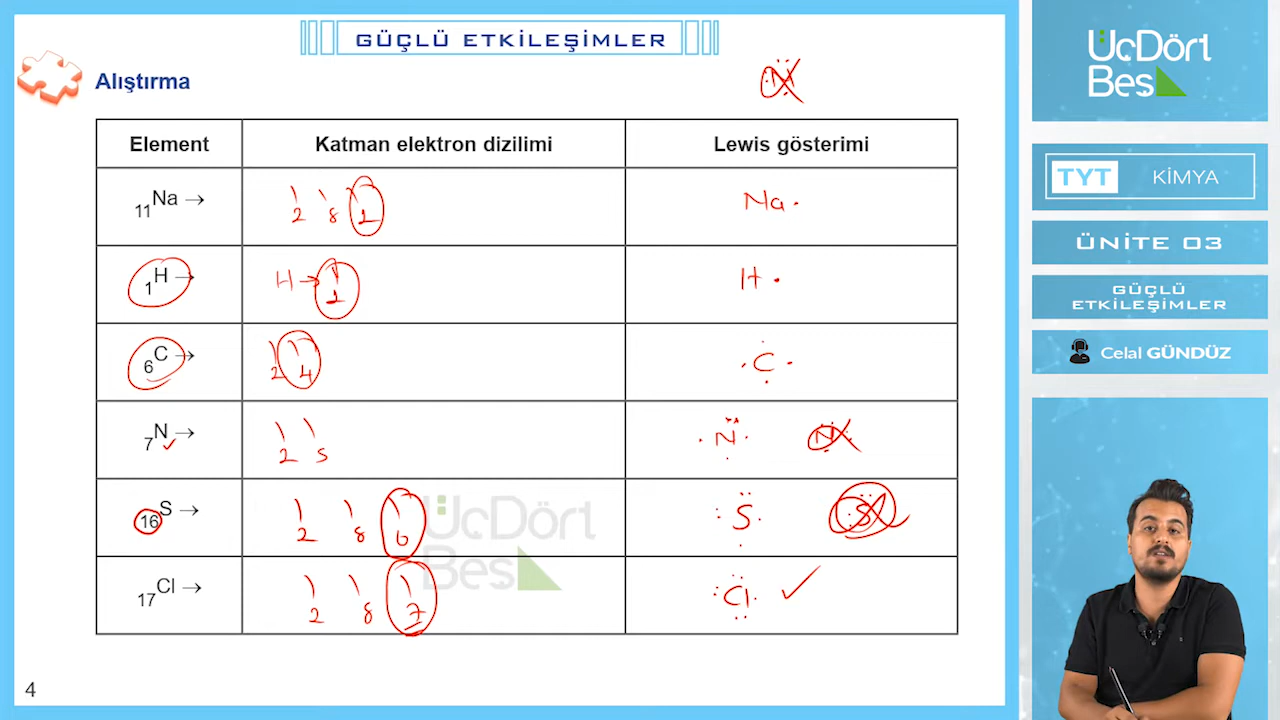 GÜÇLÜ ETKİLEŞİMLER
Alıştırma
N
Element Katman elektron dizilimi Lewis gösterimi
11Na → 2 8 1 Na
1H → H → 1 H
6C → 2 4 C
7N → 2 5 N N
16S → 2 8 6 S S
17Cl → 2 8 7 Cl
ÜçDört
Beş
4
ÜçDört
Beş
TYT KİMYA
ÜNİTE 03
GÜÇLÜ
ETKİLEŞİMLER
Celal GÜNDÜZ